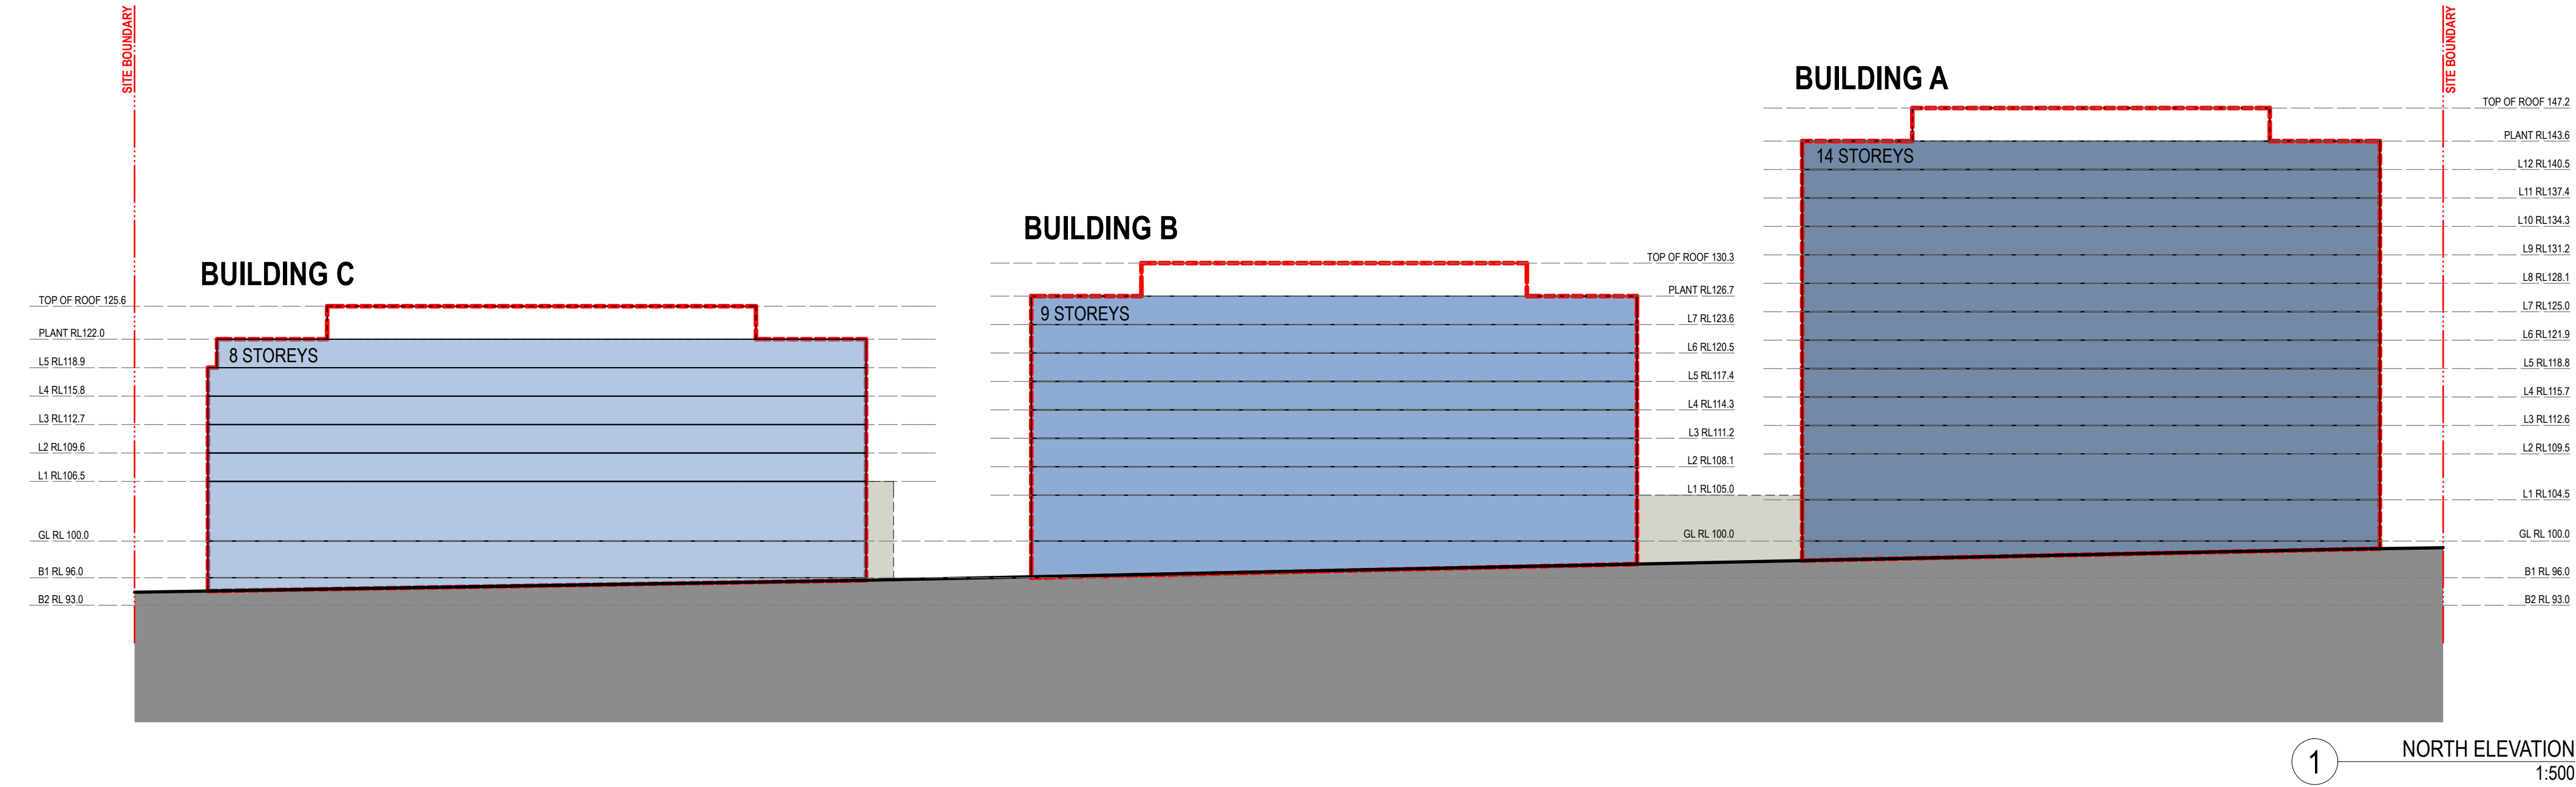 SITE BOUNDARY
SITE BOUNDARY
BUILDING A
TOP OF ROOF 147.2
PLANT RL143.6
14 STOREYS
L12 RL140.5
L11 RL137.4
L10 RL134.3
L9 RL131.2
L8 RL128.1
L7 RL125.0
L6 RL121.9
L5 RL118.8
L4 RL115.7
L3 RL112.6
L2 RL109.5
L1 RL104.5
GL RL 100.0
B1 RL 96.0
B2 RL 93.0
BUILDING B
TOP OF ROOF 130.3
PLANT RL126.7
9 STOREYS
L7 RL123.6
L6 RL120.5
L5 RL117.4
L4 RL114.3
L3 RL111.2
L2 RL108.1
L1 RL105.0
GL RL 100.0
BUILDING C
TOP OF ROOF 125.6
PLANT RL122.0
8 STOREYS
L5 RL118.9
L4 RL115.8
L3 RL112.7
L2 RL109.6
L1 RL106.5
GL RL 100.0
B1 RL 96.0
B2 RL 93.0
1
NORTH ELEVATION
1:500